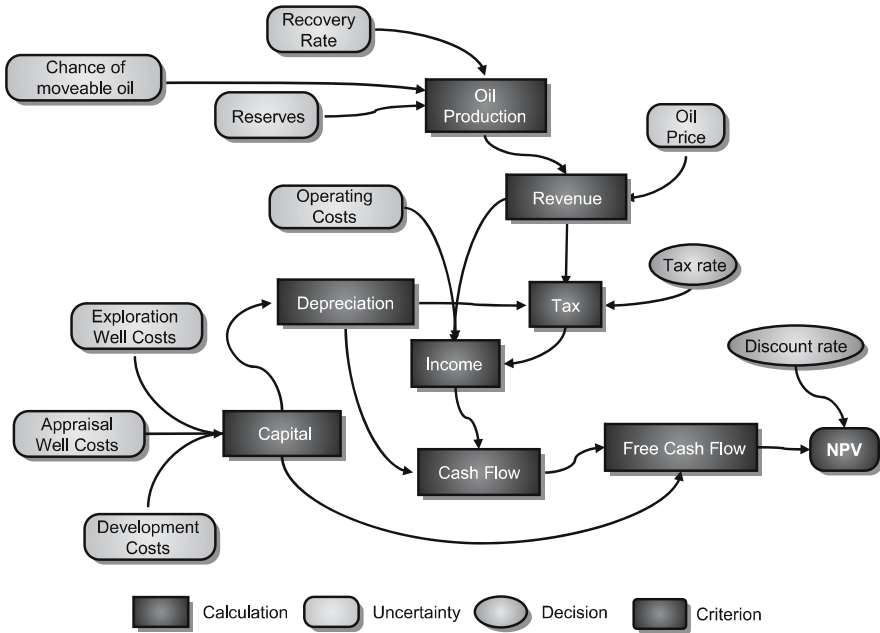 Recovery
Rate
Chance of
moveable oil
Reserves
Oil
Production
Oil
Price
Operating
Costs
Revenue
Tax rate
Depreciation
Tax
Exploration
Well Costs
Income
Discount rate
Appraisal
Well Costs
Capital
Cash Flow
Free Cash Flow
NPV
Development
Costs
Calculation
Uncertainty
Decision
Criterion